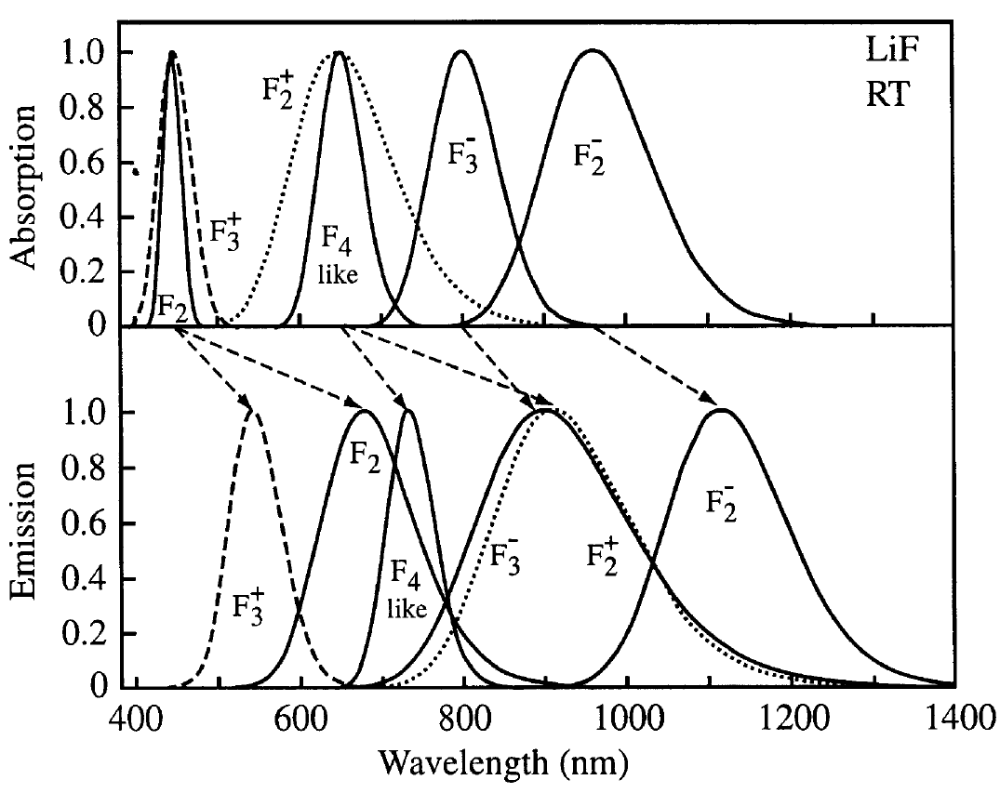 LiF
RT
1.0
0.8
0.6
0.4
0.2
0
Absorption
F₂⁺
F₃⁻
F₂⁻
F₃⁺
F₄
like
F₂
1.0
0.8
0.6
0.4
0.2
0
Emission
F₂
F₂⁻
F₃⁻
F₂⁺
F₄
like
F₃⁺
400
600
800
1000
1200
1400
Wavelength (nm)